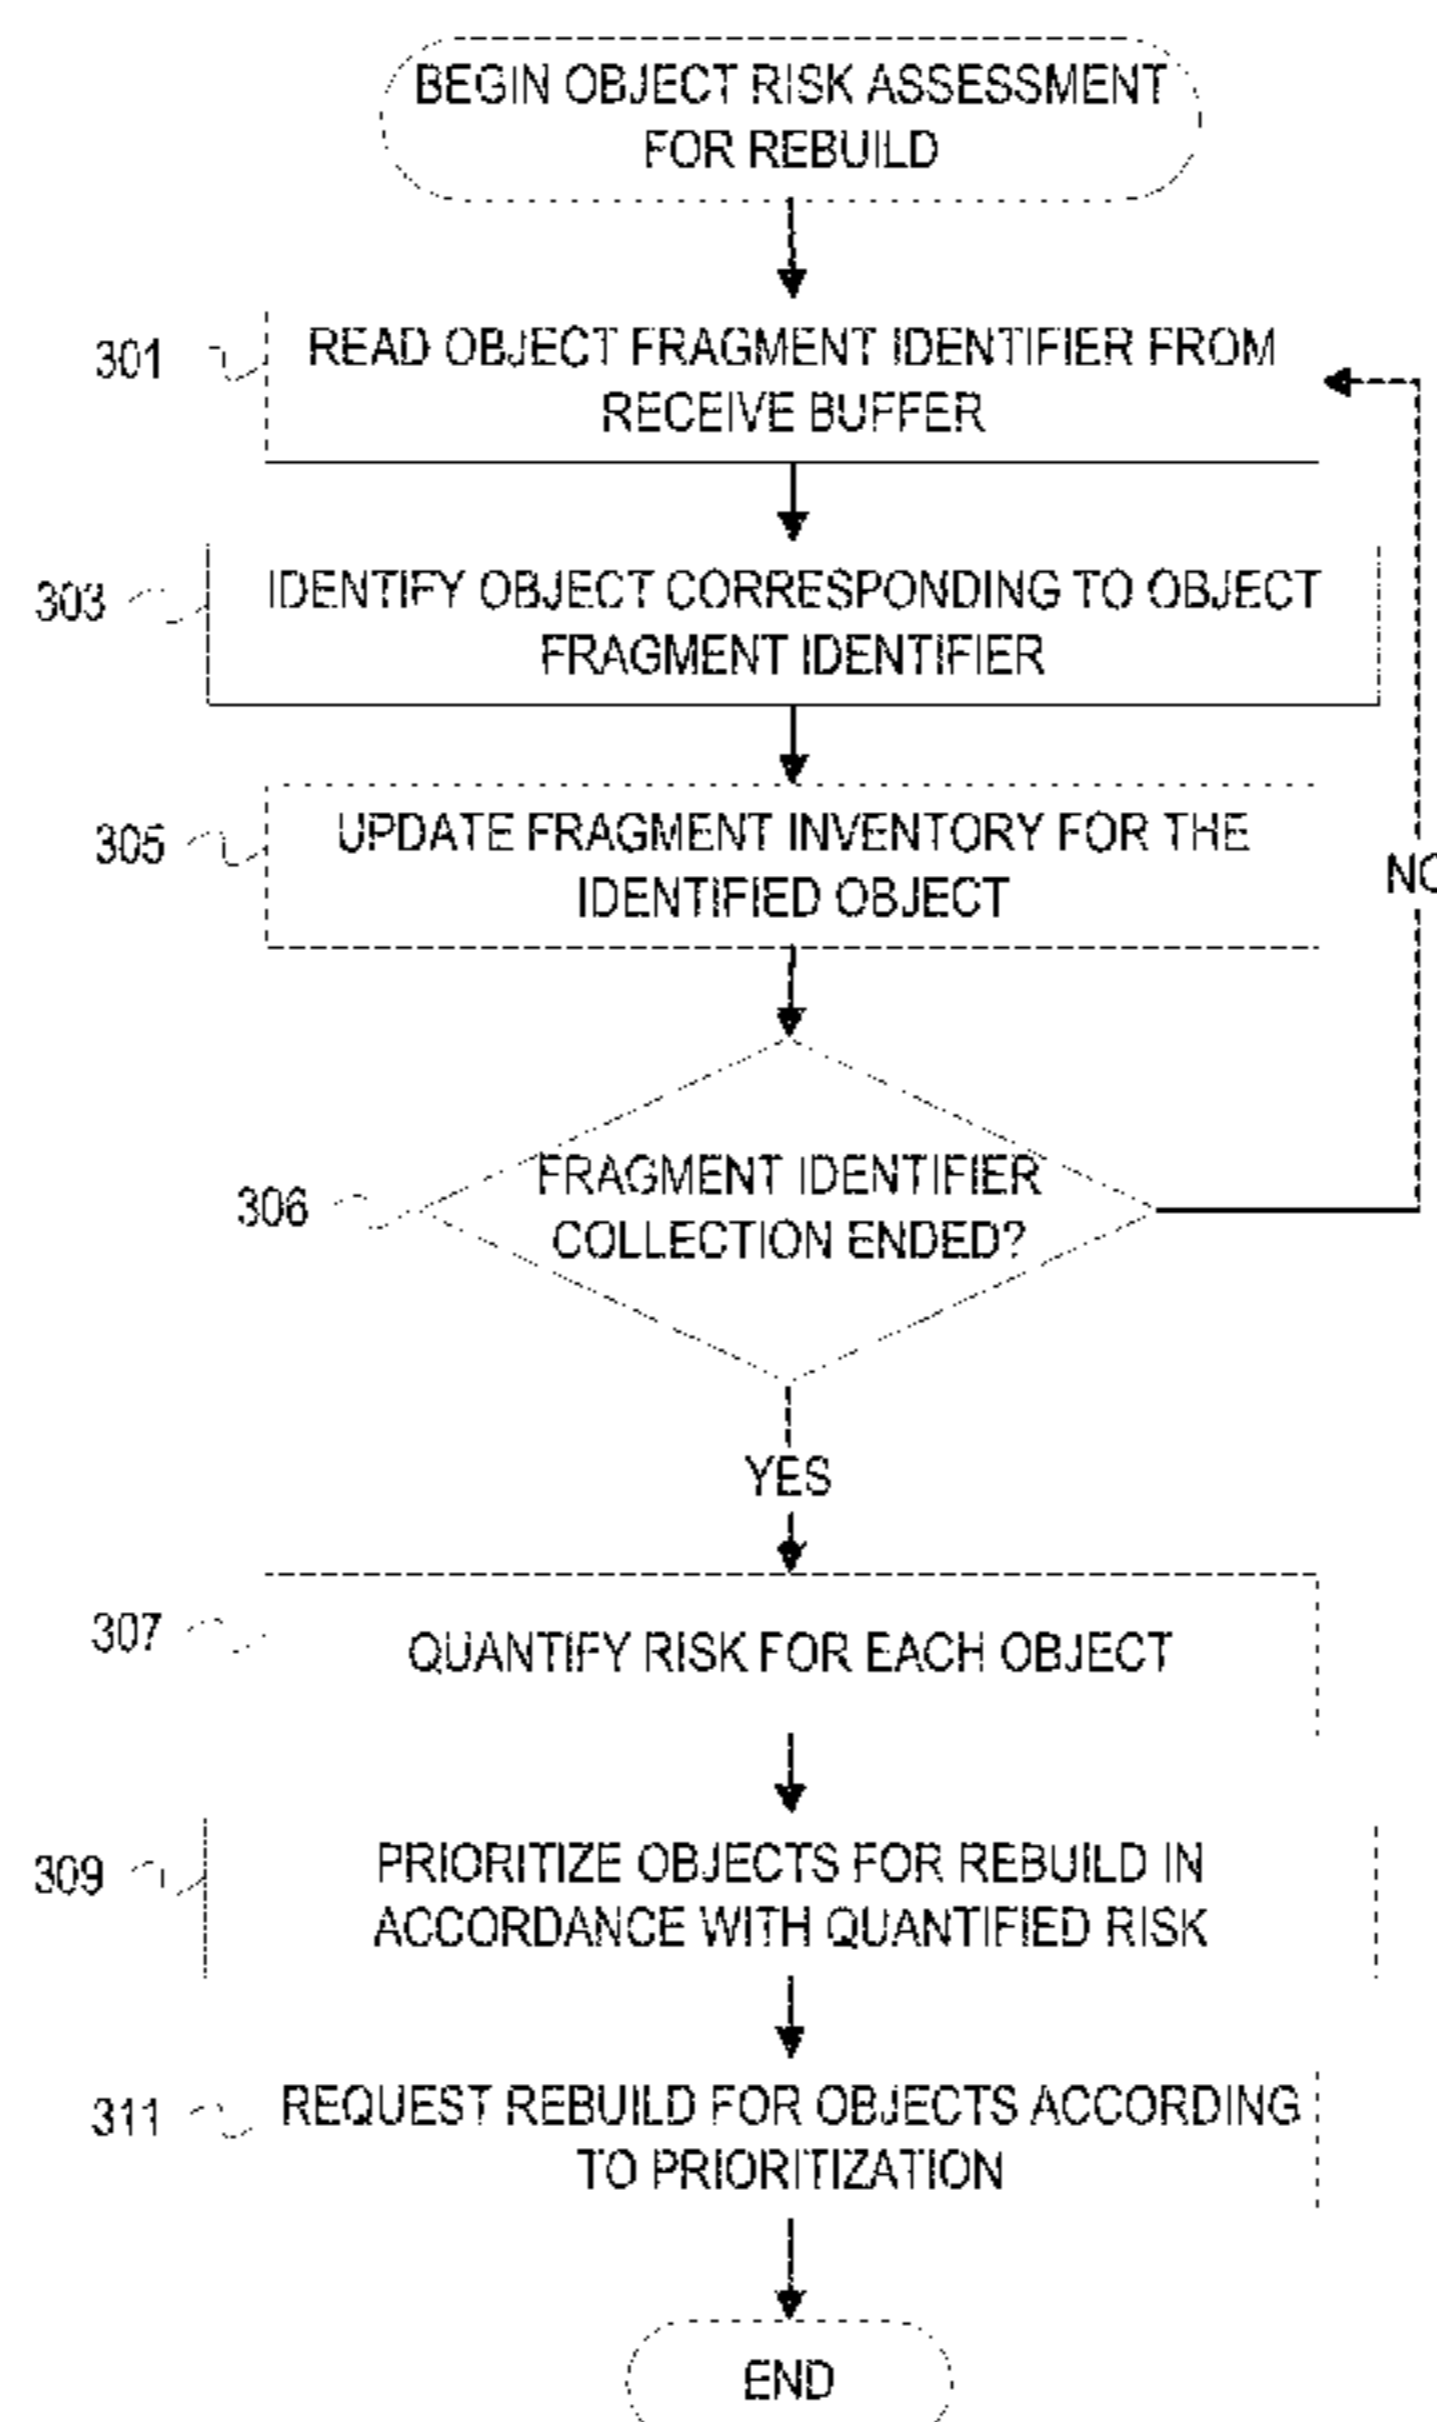 BEGIN OBJECT RISK ASSESSMENT
FOR REBUILD
301
READ OBJECT FRAGMENT IDENTIFIER FROM
RECEIVE BUFFER
303
IDENTIFY OBJECT CORRESPONDING TO OBJECT
FRAGMENT IDENTIFIER
305
UPDATE FRAGMENT INVENTORY FOR THE
IDENTIFIED OBJECT
NO
306
FRAGMENT IDENTIFIER
COLLECTION ENDED?
YES
307
QUANTIFY RISK FOR EACH OBJECT
309
PRIORITIZE OBJECTS FOR REBUILD IN
ACCORDANCE WITH QUANTIFIED RISK
311
REQUEST REBUILD FOR OBJECTS ACCORDING
TO PRIORITIZATION
END